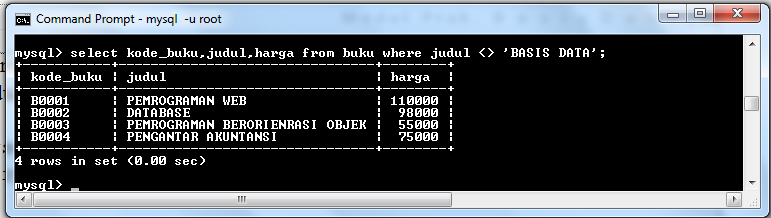 Command Prompt - mysql -u root
mysql> select kode_buku,judul,harga from buku where judul <> 'BASIS DATA';
+-----------+-------------------------------+--------+
| kode_buku | judul                         | harga  |
+-----------+-------------------------------+--------+
| B0001     | PEMROGRAMAN WEB               | 110000 |
| B0002     | DATABASE                      |  98000 |
| B0003     | PEMROGRAMAN BERORIENRASI OBJEK |  55000 |
| B0004     | PENGANTAR AKUNTANSI           |  75000 |
+-----------+-------------------------------+--------+
4 rows in set (0.00 sec)
mysql> _